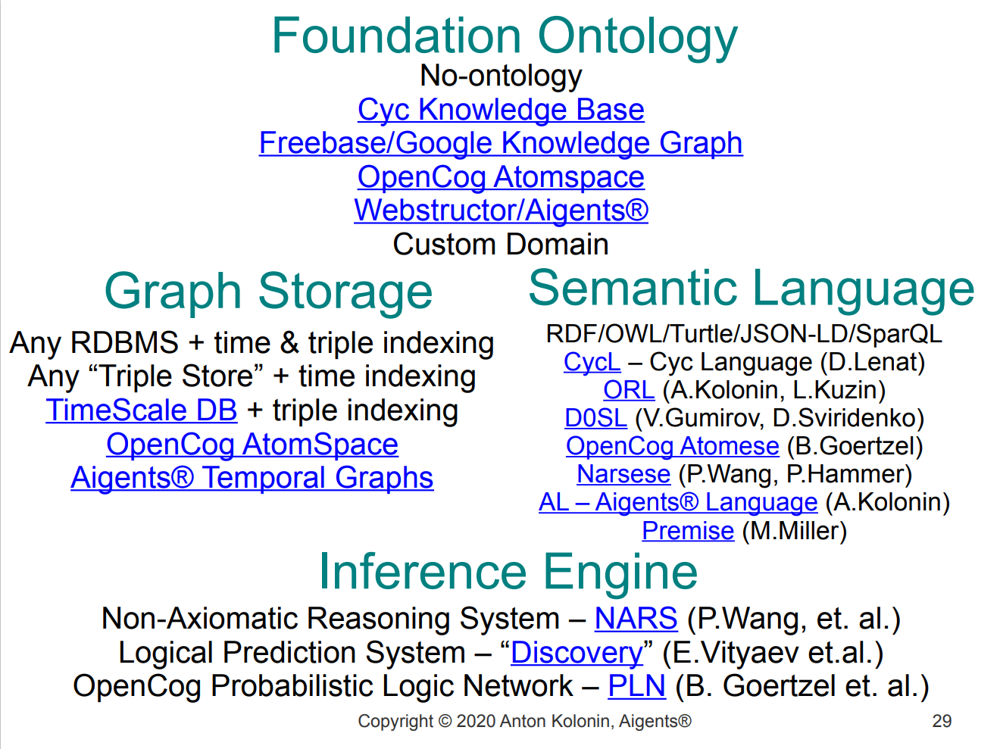 Foundation Ontology
No-ontology
Cyc Knowledge Base
Freebase/Google Knowledge Graph
OpenCog Atomspace
Webstructor/Aigents®
Custom Domain
Graph Storage
Any RDBMS + time & triple indexing
Any “Triple Store” + time indexing
TimeScale DB + triple indexing
OpenCog AtomSpace
Aigents® Temporal Graphs
Semantic Language
RDF/OWL/Turtle/JSON-LD/SparQL
CycL – Cyc Language (D.Lenat)
ORL (A.Kolonin, L.Kuzin)
D0SL (V.Gumirov, D.Sviridenko)
OpenCog Atomese (B.Goertzel)
Narsese (P.Wang, P.Hammer)
AL – Aigents® Language (A.Kolonin)
Premise (M.Miller)
Inference Engine
Non-Axiomatic Reasoning System – NARS (P.Wang, et. al.)
Logical Prediction System – “Discovery” (E.Vityaev et.al.)
OpenCog Probabilistic Logic Network – PLN (B. Goertzel et. al.)
Copyright © 2020 Anton Kolonin, Aigents®
29